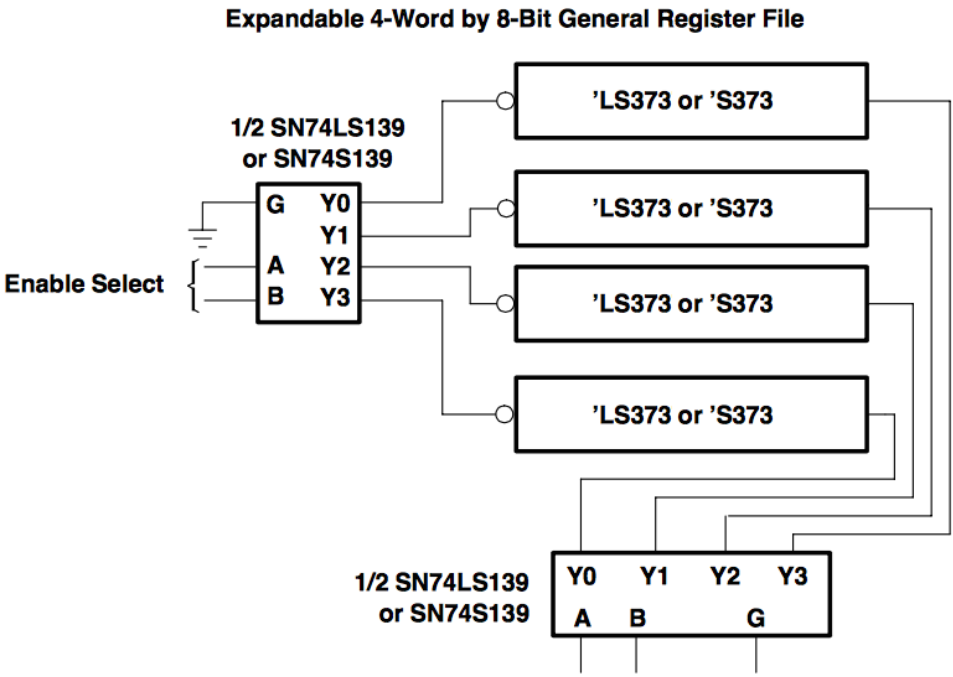 Expandable 4-Word by 8-Bit General Register File
'LS373 or 'S373
1/2 SN74LS139
or SN74S139
G Y0
Y1
A Y2
B Y3
Enable Select
'LS373 or 'S373
'LS373 or 'S373
'LS373 or 'S373
1/2 SN74LS139
or SN74S139
Y0 Y1 Y2 Y3
A B G